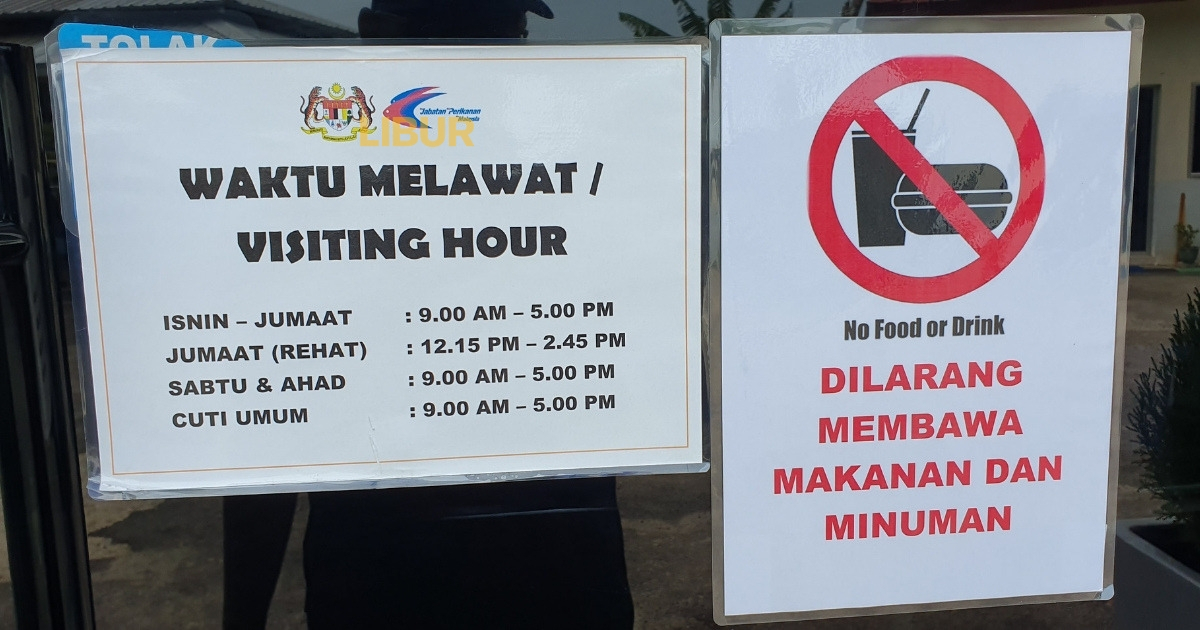 TOLAK
Jabatan Perikanan
Malaysia
LIBUR
WAKTU MELAWAT /
VISITING HOUR
ISNIN – JUMAAT : 9.00 AM – 5.00 PM
JUMAAT (REHAT) : 12.15 PM – 2.45 PM
SABTU & AHAD : 9.00 AM – 5.00 PM
CUTI UMUM : 9.00 AM – 5.00 PM
No Food or Drink
DILARANG
MEMBAWA
MAKANAN DAN
MINUMAN